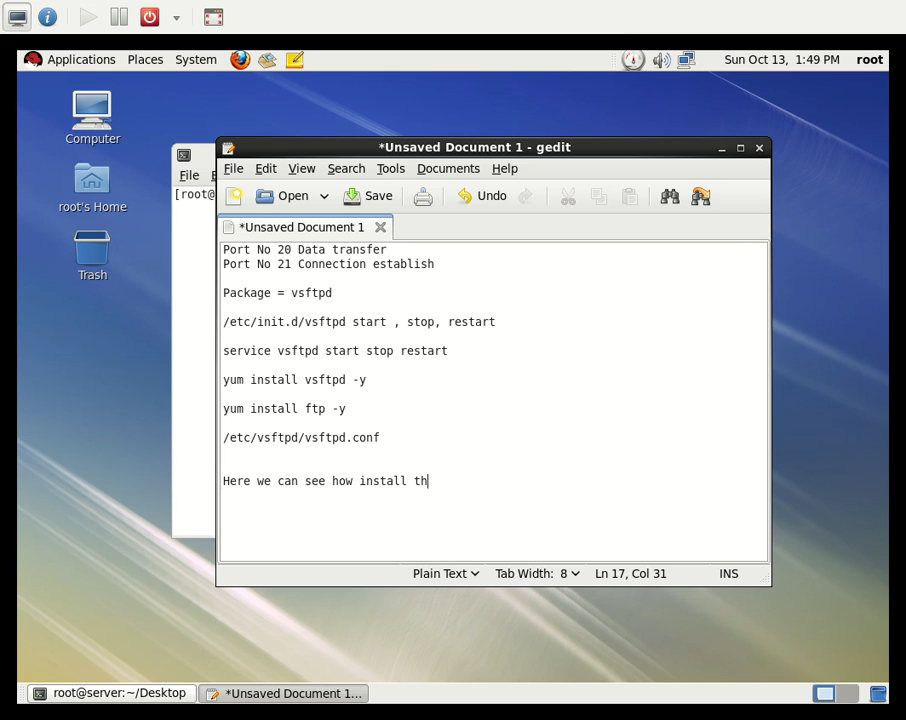 Applications Places System
Sun Oct 13, 1:49 PM root
Computer
root's Home
Trash
File
[root@
*Unsaved Document 1 - gedit
File Edit View Search Tools Documents Help
Open Save Undo
*Unsaved Document 1
Port No 20 Data transfer
Port No 21 Connection establish
Package = vsftpd
/etc/init.d/vsftpd start , stop, restart
service vsftpd start stop restart
yum install vsftpd -y
yum install ftp -y
/etc/vsftpd/vsftpd.conf
Here we can see how install th
Plain Text Tab Width: 8 Ln 17, Col 31 INS
root@server:~/Desktop
*Unsaved Document 1...